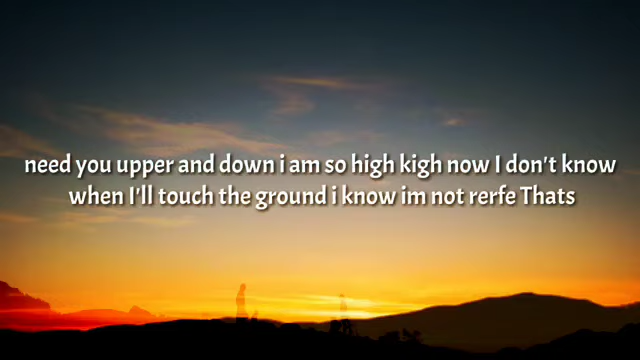 need you upper and down i am so high kigh now I don't know
when I'll touch the ground i know im not rerfe Thats